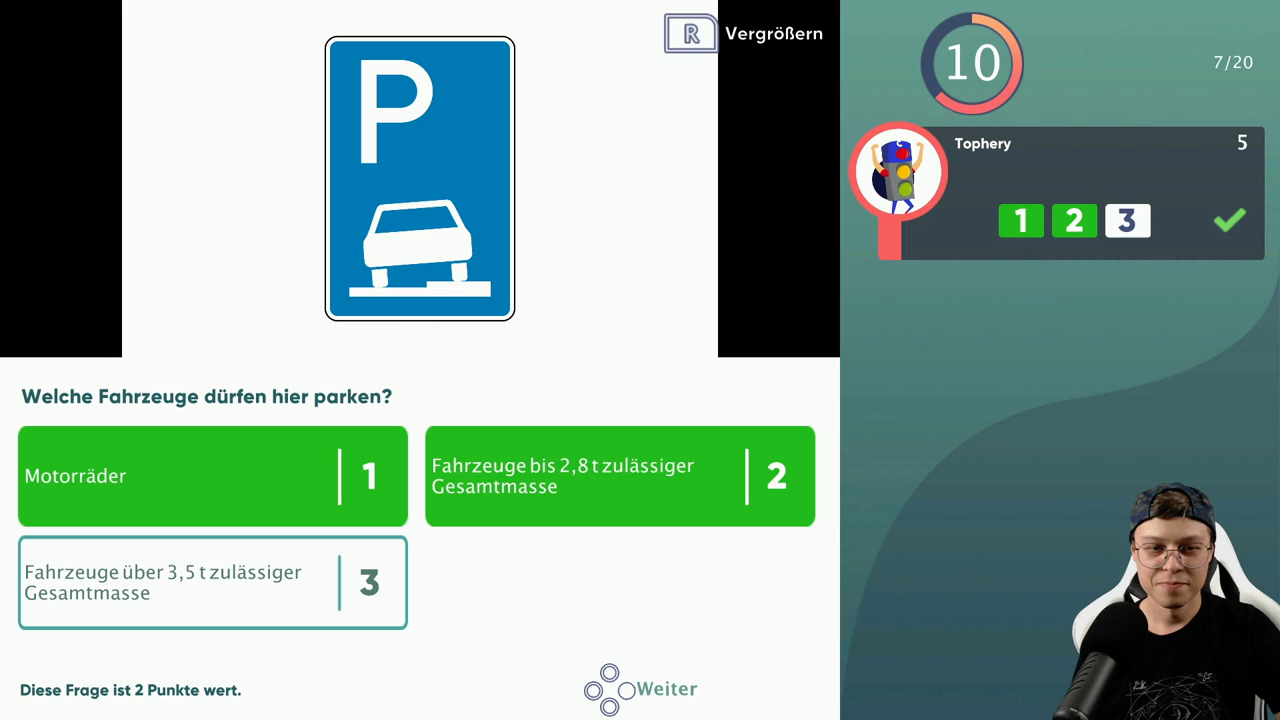 P
R
Vergrößern
10
7/20
Tophery
5
1 2 3
Welche Fahrzeuge dürfen hier parken?
Motorräder
1
Fahrzeuge bis 2,8 t zulässiger
Gesamtmasse
2
Fahrzeuge über 3,5 t zulässiger
Gesamtmasse
3
Diese Frage ist 2 Punkte wert.
Weiter